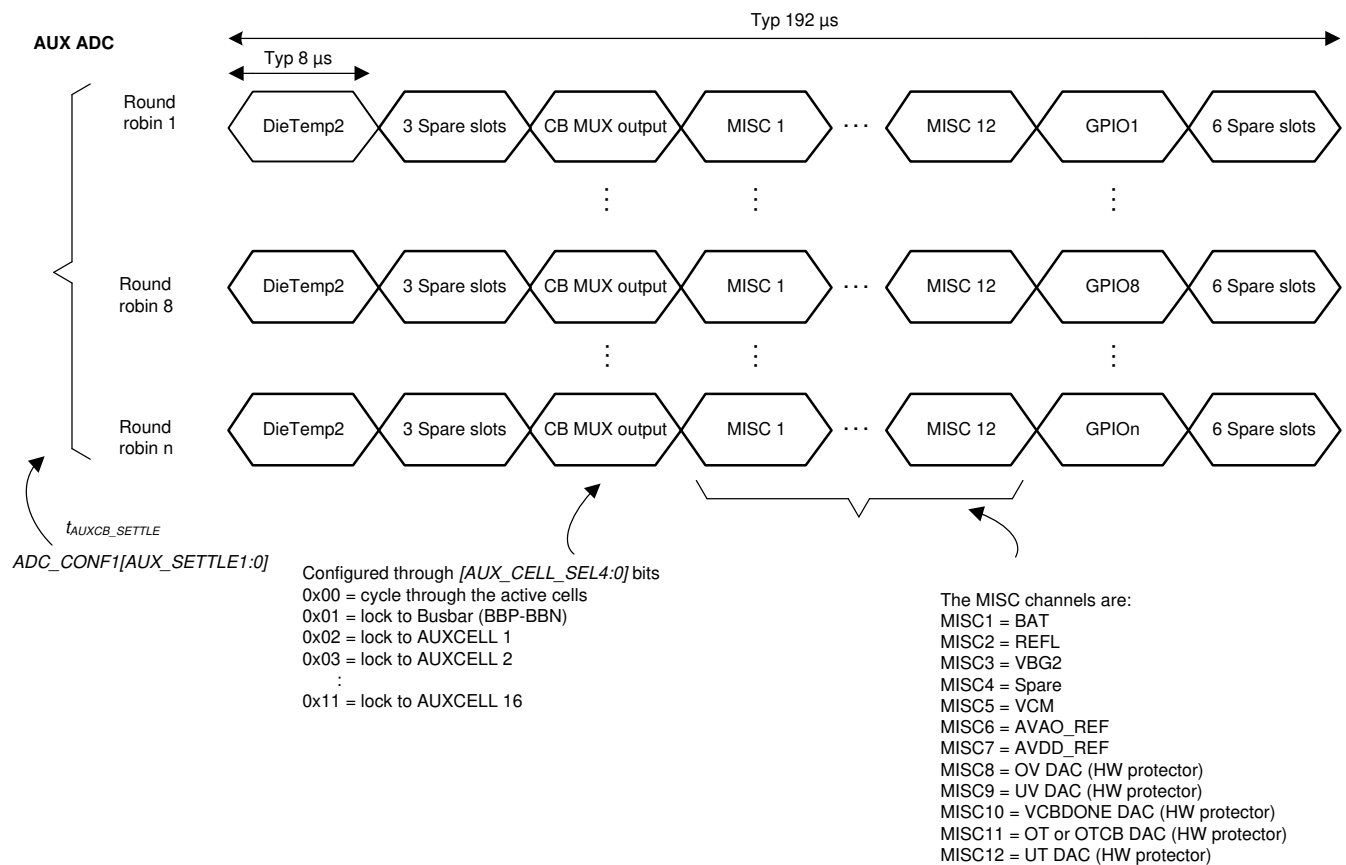 AUX ADC
Typ 192 µs
Typ 8 µs
Round
robin 1
DieTemp2
3 Spare slots
CB MUX output
MISC 1
...
MISC 12
GPIO1
6 Spare slots
Round
robin 8
DieTemp2
3 Spare slots
CB MUX output
MISC 1
...
MISC 12
GPIO8
6 Spare slots
Round
robin n
DieTemp2
3 Spare slots
CB MUX output
MISC 1
...
MISC 12
GPIOn
6 Spare slots
tAUXCB_SETTLE
ADC_CONF1[AUX_SETTLE1:0]
Configured through [AUX_CELL_SEL4:0] bits
0x00 = cycle through the active cells
0x01 = lock to Busbar (BBP-BBN)
0x02 = lock to AUXCELL 1
0x03 = lock to AUXCELL 2
:
0x11 = lock to AUXCELL 16
The MISC channels are:
MISC1 = BAT
MISC2 = REFL
MISC3 = VBG2
MISC4 = Spare
MISC5 = VCM
MISC6 = AVAO_REF
MISC7 = AVDD_REF
MISC8 = OV DAC (HW protector)
MISC9 = UV DAC (HW protector)
MISC10 = VCBDONE DAC (HW protector)
MISC11 = OT or OTCB DAC (HW protector)
MISC12 = UT DAC (HW protector)